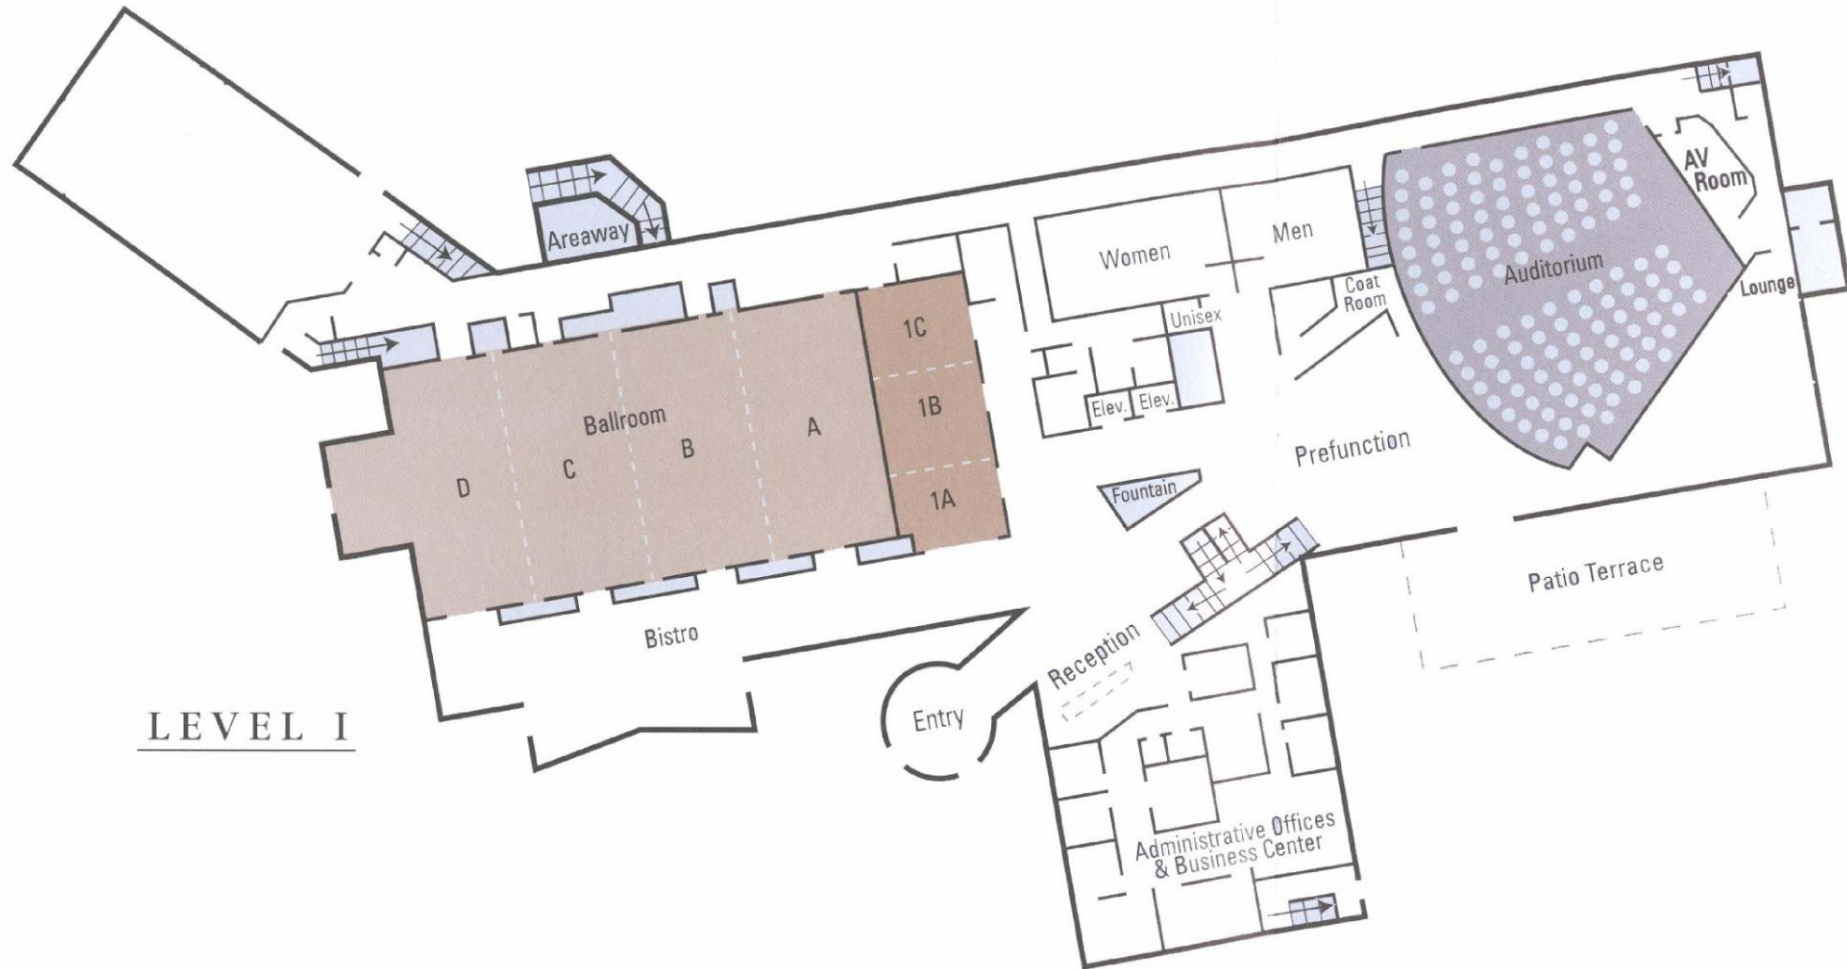 Areaway
Women
Men
Coat
Room
Unisex
Auditorium
AV
Room
Lounge
1C
1B
1A
Ballroom
A
B
C
D
Elev.
Elev.
Prefunction
Fountain
Patio Terrace
Bistro
Reception
Entry
LEVEL I
Administrative Offices
& Business Center